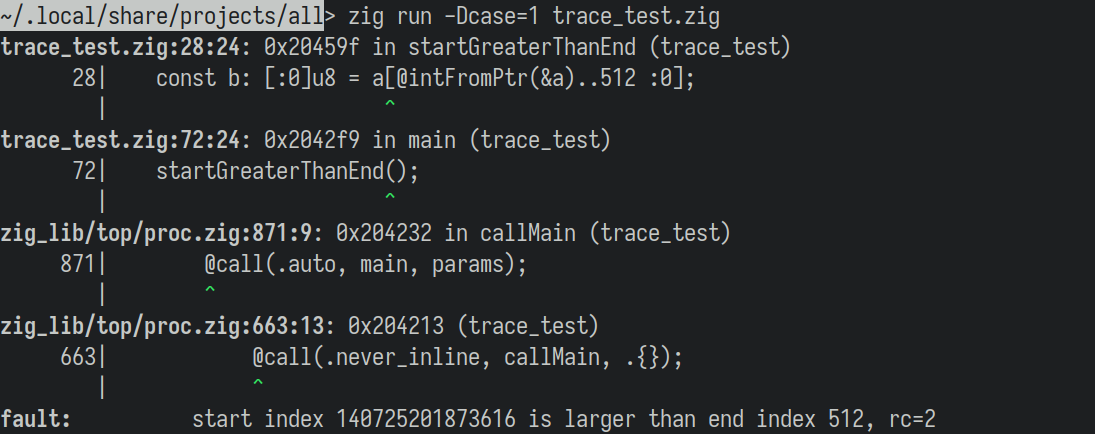 ~/.local/share/projects/all> zig run -Dcase=1 trace_test.zig
trace_test.zig:28:24: 0x20459f in startGreaterThanEnd (trace_test)
      28|    const b: [:0]u8 = a[@intFromPtr(&a)..512 :0];
        |                       ^
trace_test.zig:72:24: 0x2042f9 in main (trace_test)
      72|    startGreaterThanEnd();
        |                       ^
zig_lib/top/proc.zig:871:9: 0x204232 in callMain (trace_test)
     871|        @call(.auto, main, params);
        |        ^
zig_lib/top/proc.zig:663:13: 0x204213 (trace_test)
     663|            @call(.never_inline, callMain, .{});
        |            ^
fault:          start index 140725201873616 is larger than end index 512, rc=2